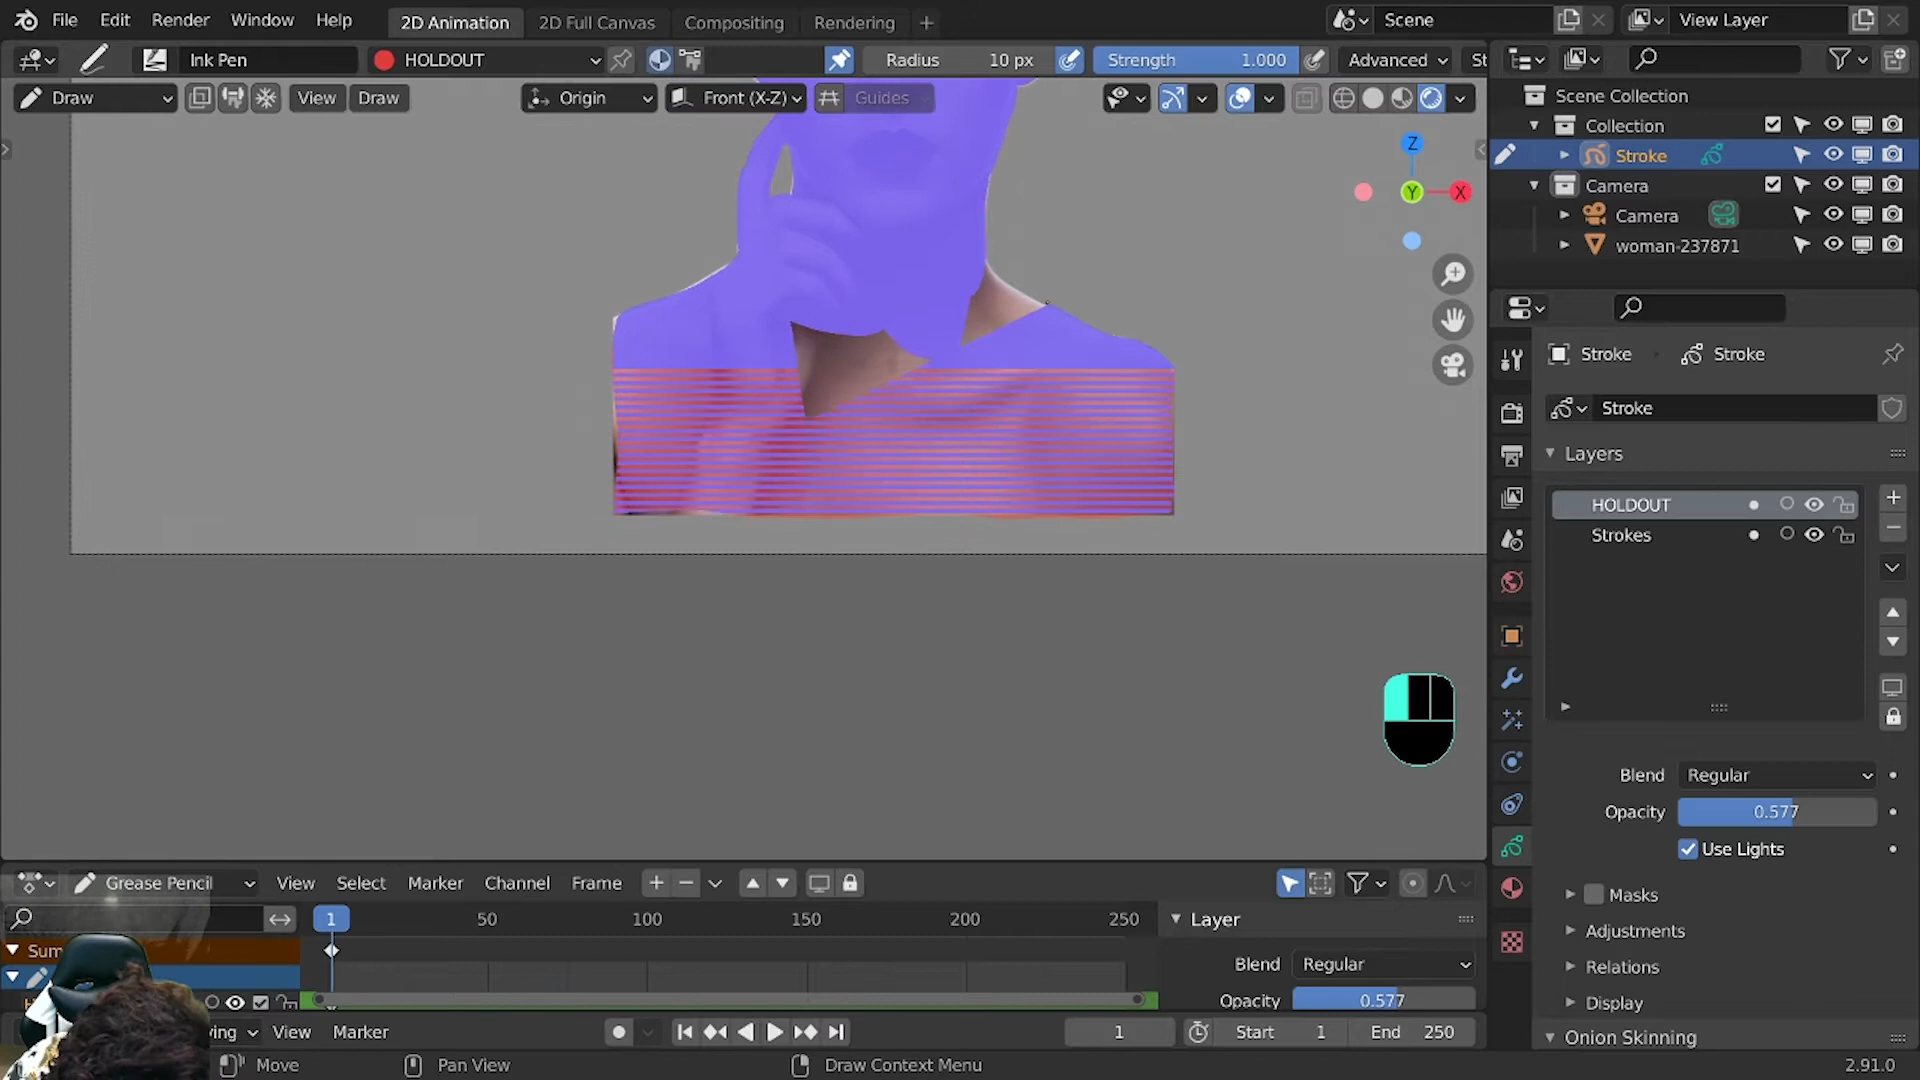 File Edit Render Window Help 2D Animation 2D Full Canvas Compositing Rendering + Scene View Layer
Ink Pen HOLDOUT Radius 10 px Strength 1.000 Advanced St
Draw View Draw Origin Front (X-Z) Guides
Z
Y
X
Scene Collection
Collection
Stroke
Camera
Camera
woman-237871
Stroke Stroke
Stroke
Layers
HOLDOUT
Strokes
Blend Regular
Opacity 0.577
Use Lights
Masks
Adjustments
Relations
Display
Onion Skinning
Grease Pencil View Select Marker Channel Frame
1 50 100 150 200 250
Sum
Layer
Blend Regular
Opacity 0.577
ying View Marker 1 Start 1 End 250
Move Pan View Draw Context Menu 2.91.0